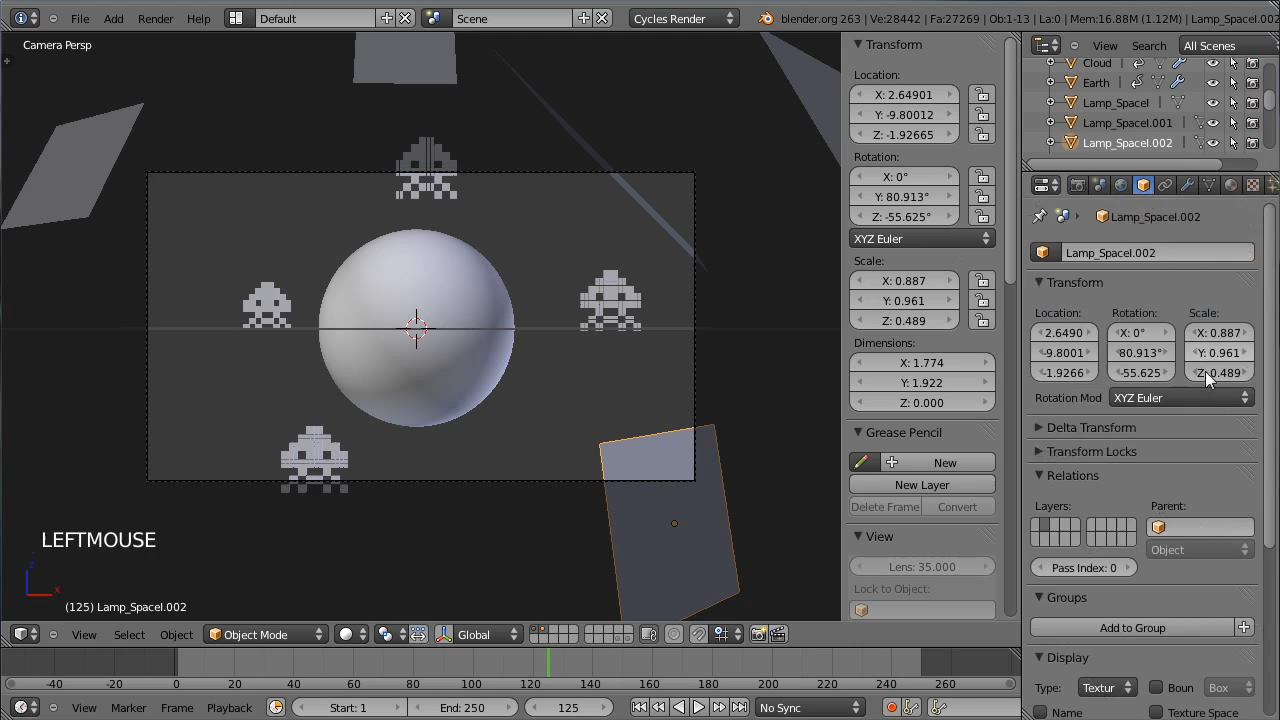 File Add Render Help Default Scene Cycles Render blender.org 263 | Ve:28442 | Fa:27269 | Ob:1-13 | La:0 | Mem:16.88M (1.12M) | Lamp_SpaceI.002
Camera Persp
Transform
Location:
X: 2.64901
Y: -9.80012
Z: -1.92665
Rotation:
X: 0°
Y: 80.913°
Z: -55.625°
XYZ Euler
Scale:
X: 0.887
Y: 0.961
Z: 0.489
Dimensions:
X: 1.774
Y: 1.922
Z: 0.000
Grease Pencil
New
New Layer
Delete Frame Convert
View
Lens: 35.000
Lock to Object:
View Search All Scenes
Cloud
Earth
Lamp_SpaceI
Lamp_SpaceI.001
Lamp_SpaceI.002
Lamp_SpaceI.002
Lamp_SpaceI.002
Transform
Location: Rotation: Scale:
2.6490 X: 0° X: 0.887
-9.8001 80.913° Y: 0.961
-1.9266 -55.625 Z: 0.489
Rotation Mod XYZ Euler
Delta Transform
Transform Locks
Relations
Layers: Parent:
Object
Pass Index: 0
Groups
Add to Group
Display
Type: Textur Boun Box
Name Texture Space
LEFTMOUSE
z
x
(125) Lamp_SpaceI.002
View Select Object Object Mode Global
-40 -20 0 20 40 60 80 100 120 140 160 180 200 220 240 260
View Marker Frame Playback Start: 1 End: 250 125 No Sync